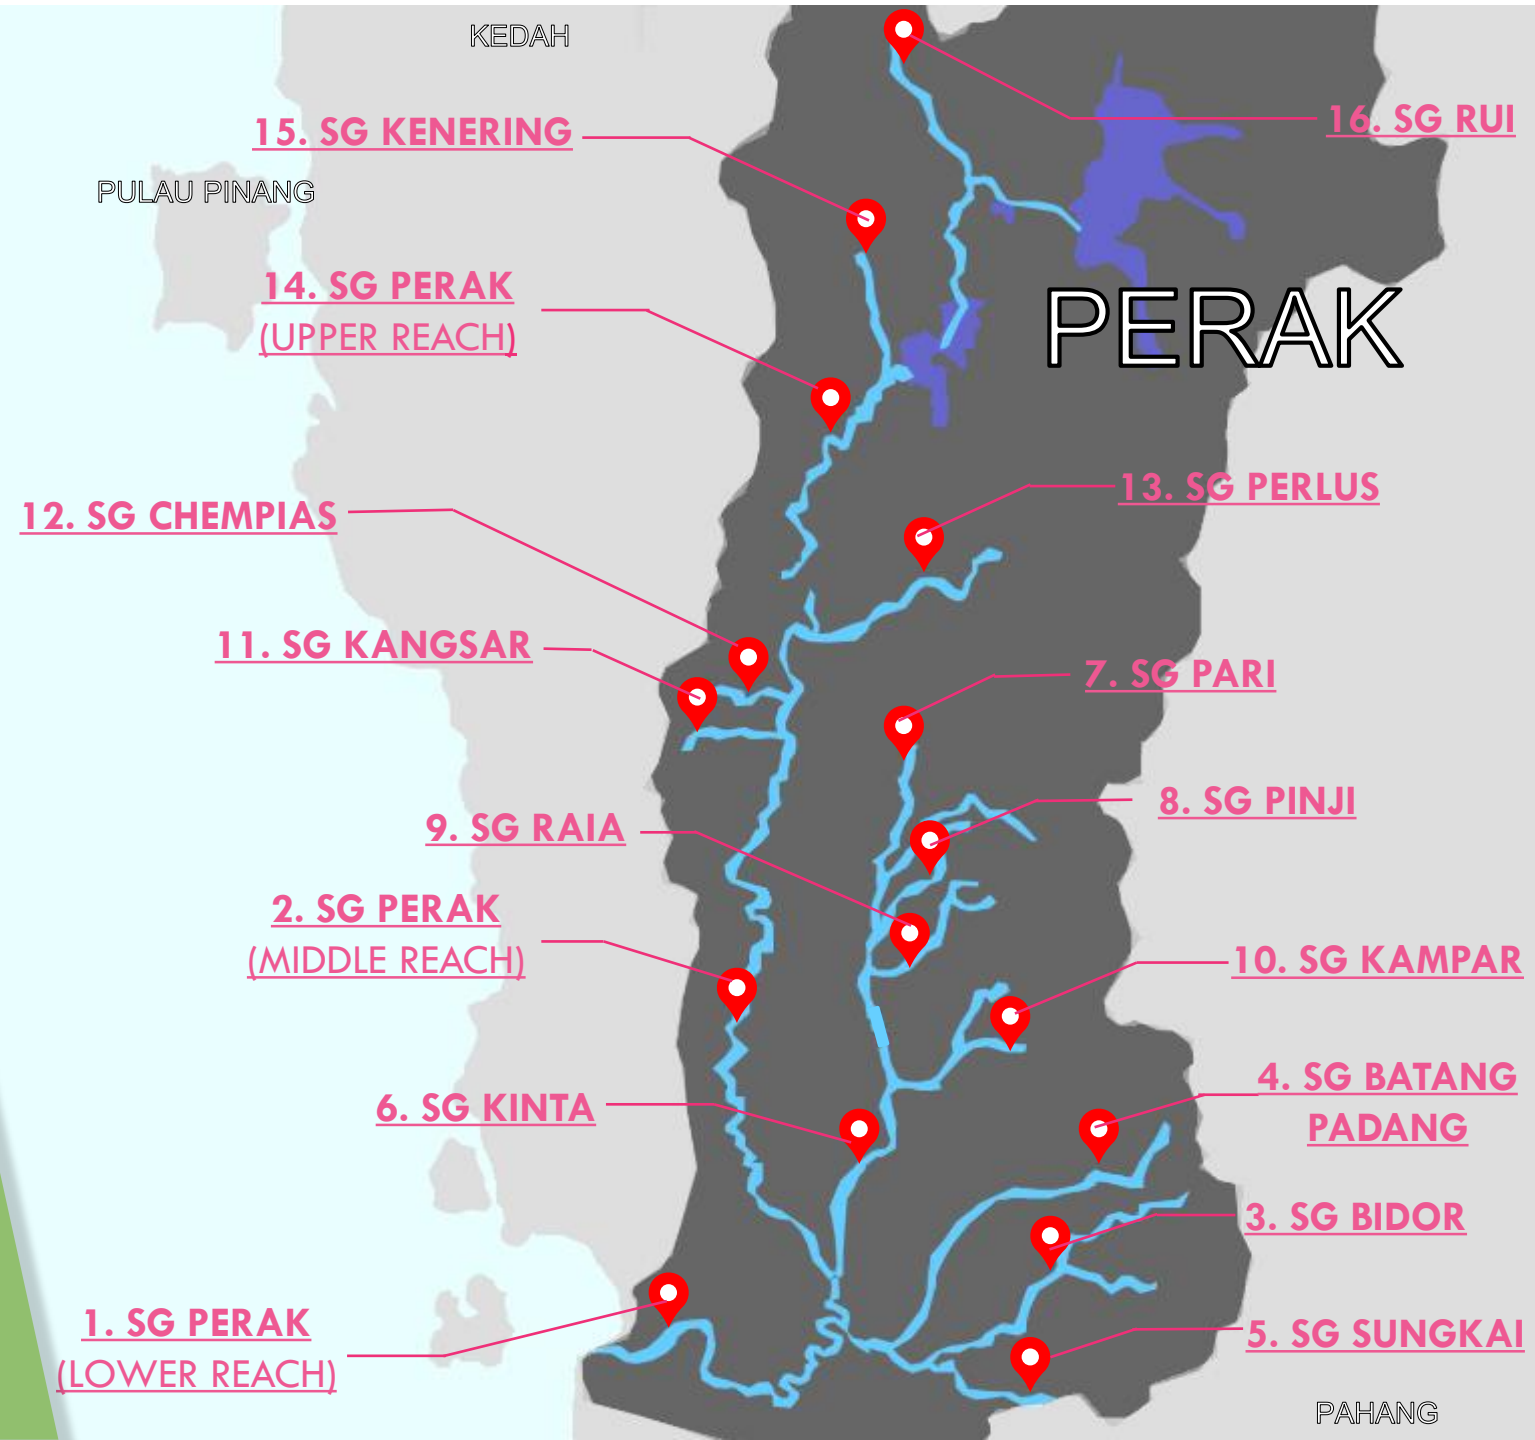 KEDAH
16. SG RUI
15. SG KENERING
PULAU PINANG
14. SG PERAK
(UPPER REACH)
PERAK
13. SG PERLUS
12. SG CHEMPIAS
11. SG KANGSAR
7. SG PARI
8. SG PINJI
9. SG RAIA
2. SG PERAK
(MIDDLE REACH)
10. SG KAMPAR
4. SG BATANG
PADANG
6. SG KINTA
3. SG BIDOR
1. SG PERAK
(LOWER REACH)
5. SG SUNGKAI
PAHANG